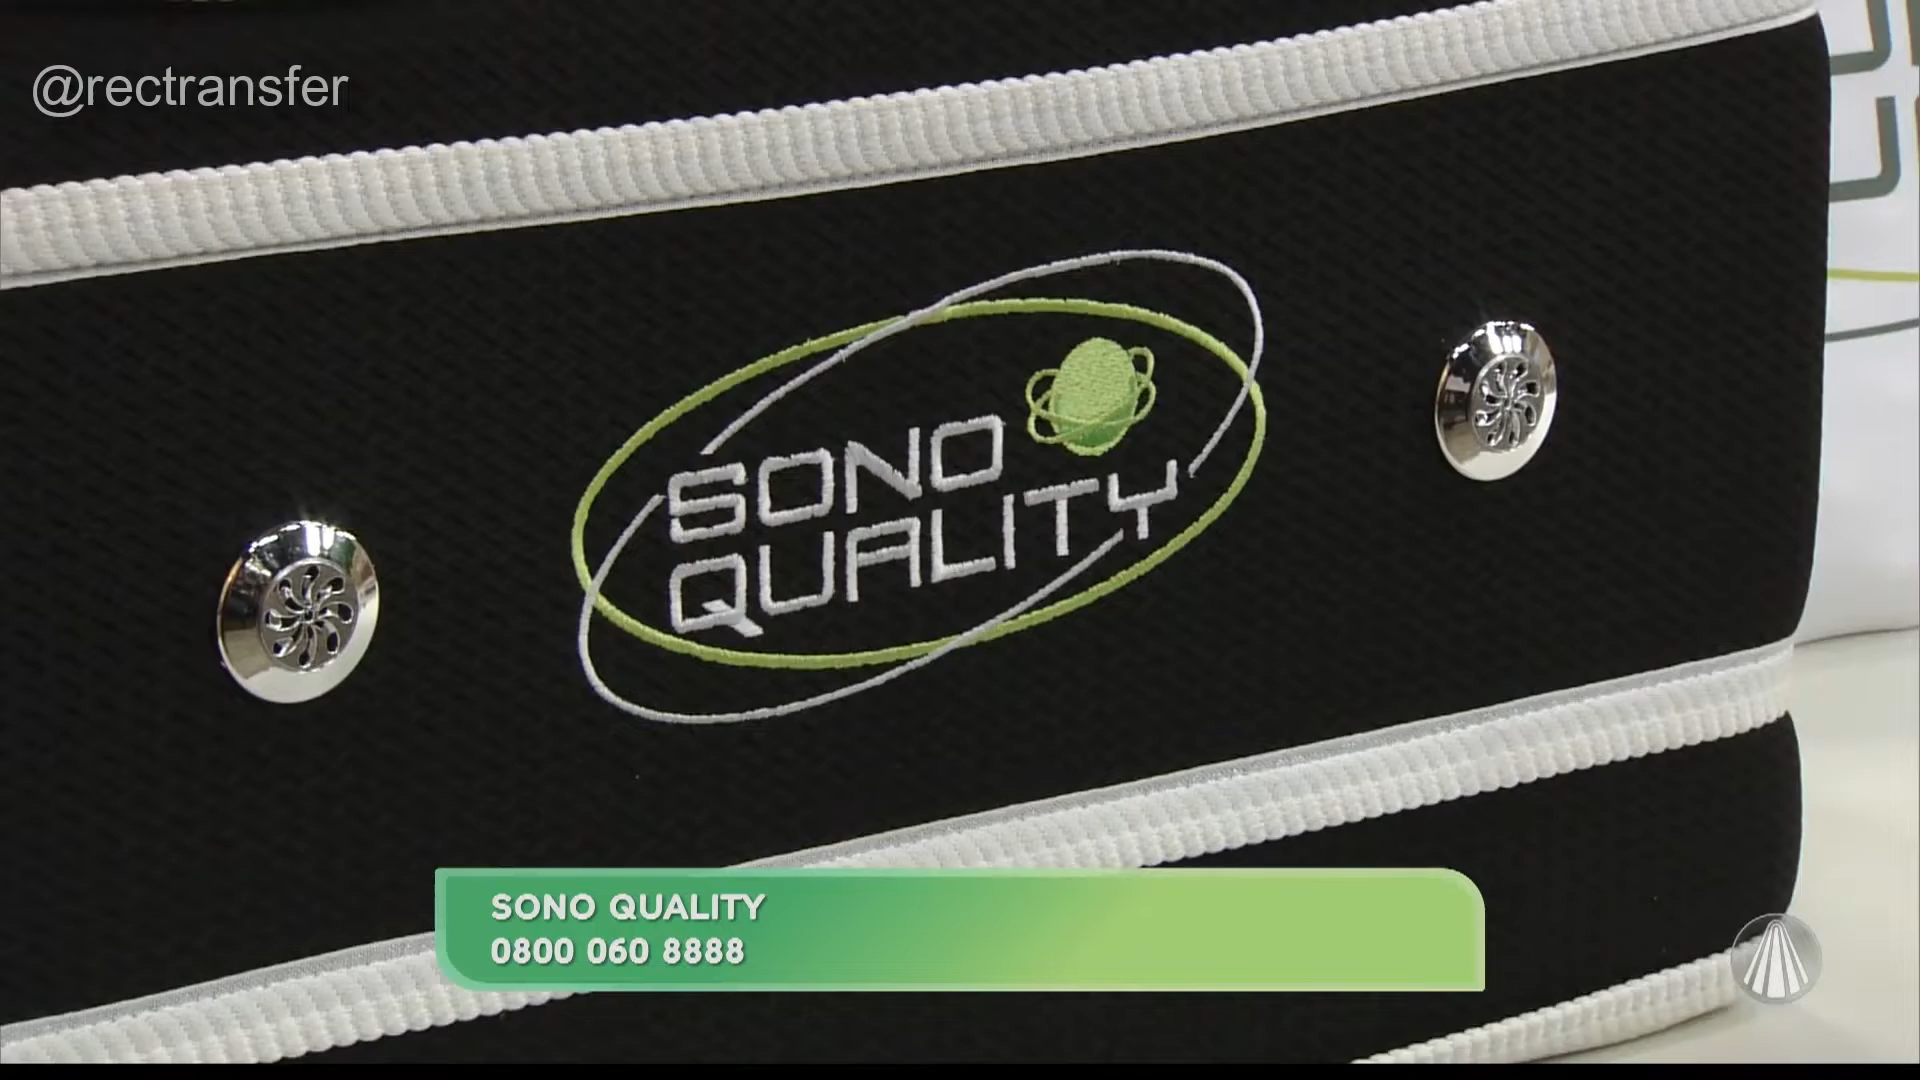 @rectransfer
SONO
QUALITY
SONO QUALITY
0800 060 8888